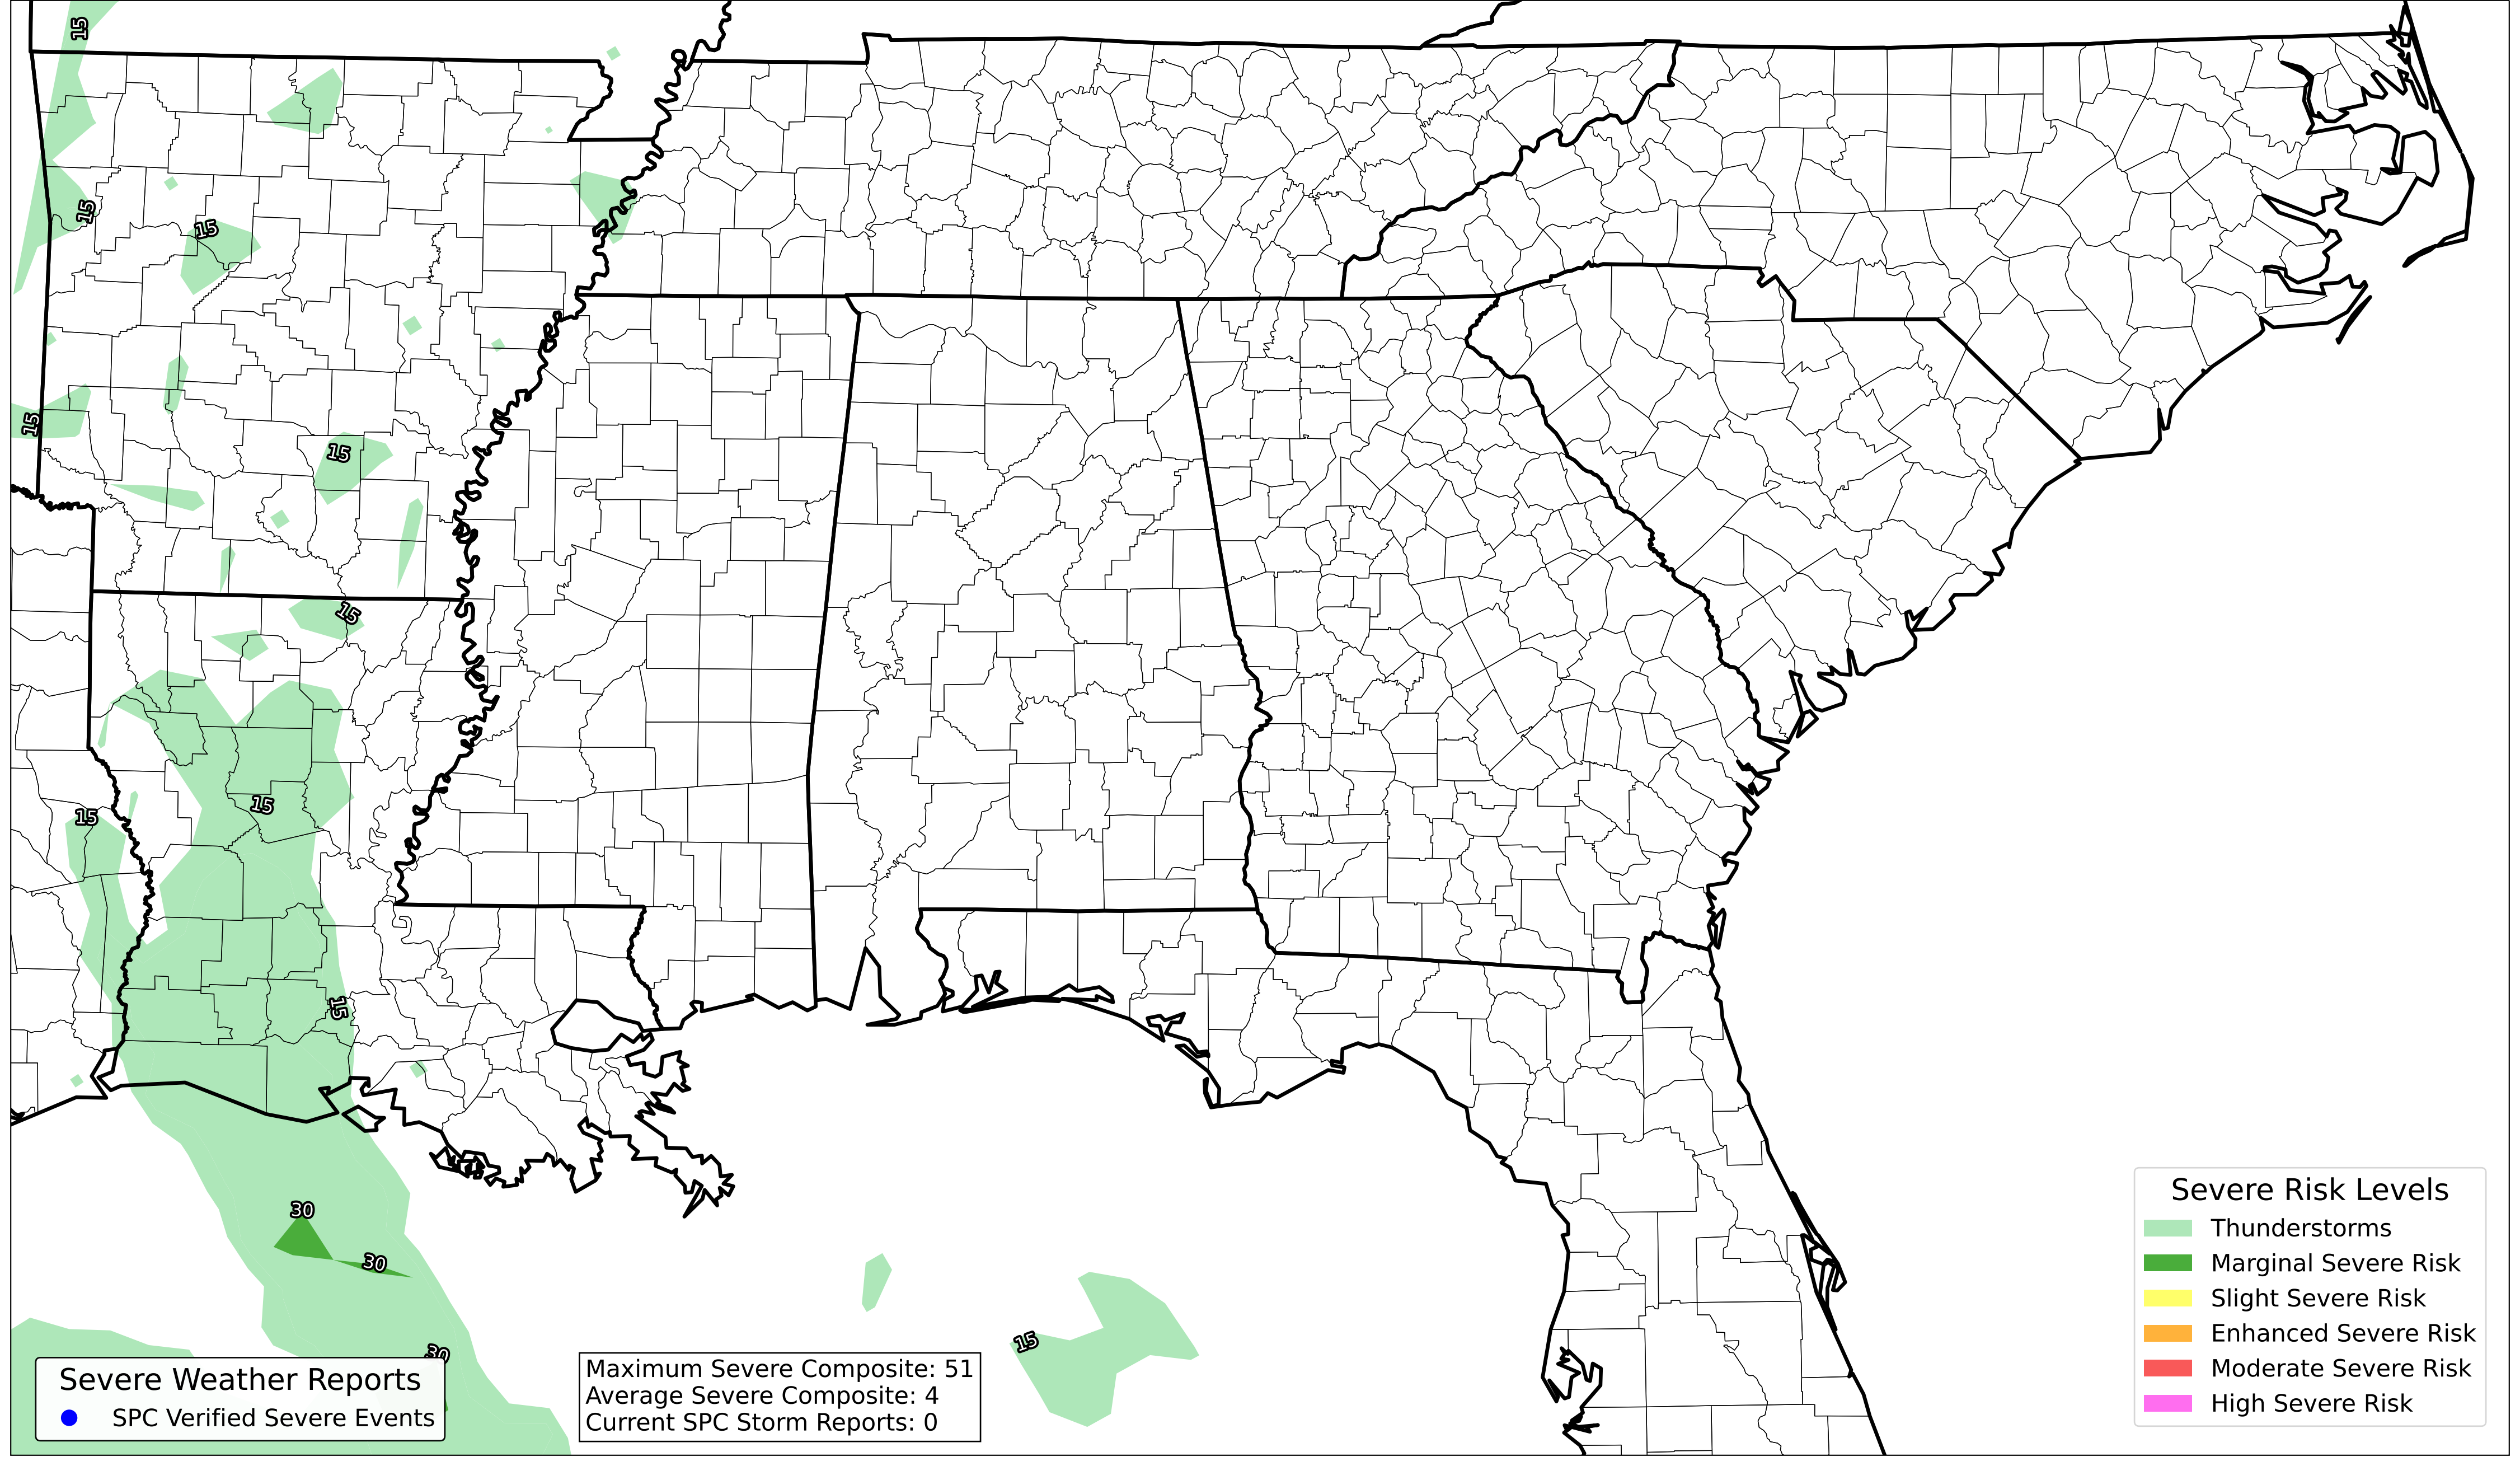 15
15
15
15
15
15
15
15
15
30
30
15
30
Severe Weather Reports
SPC Verified Severe Events
Maximum Severe Composite: 51
Average Severe Composite: 4
Current SPC Storm Reports: 0
Severe Risk Levels
Thunderstorms
Marginal Severe Risk
Slight Severe Risk
Enhanced Severe Risk
Moderate Severe Risk
High Severe Risk